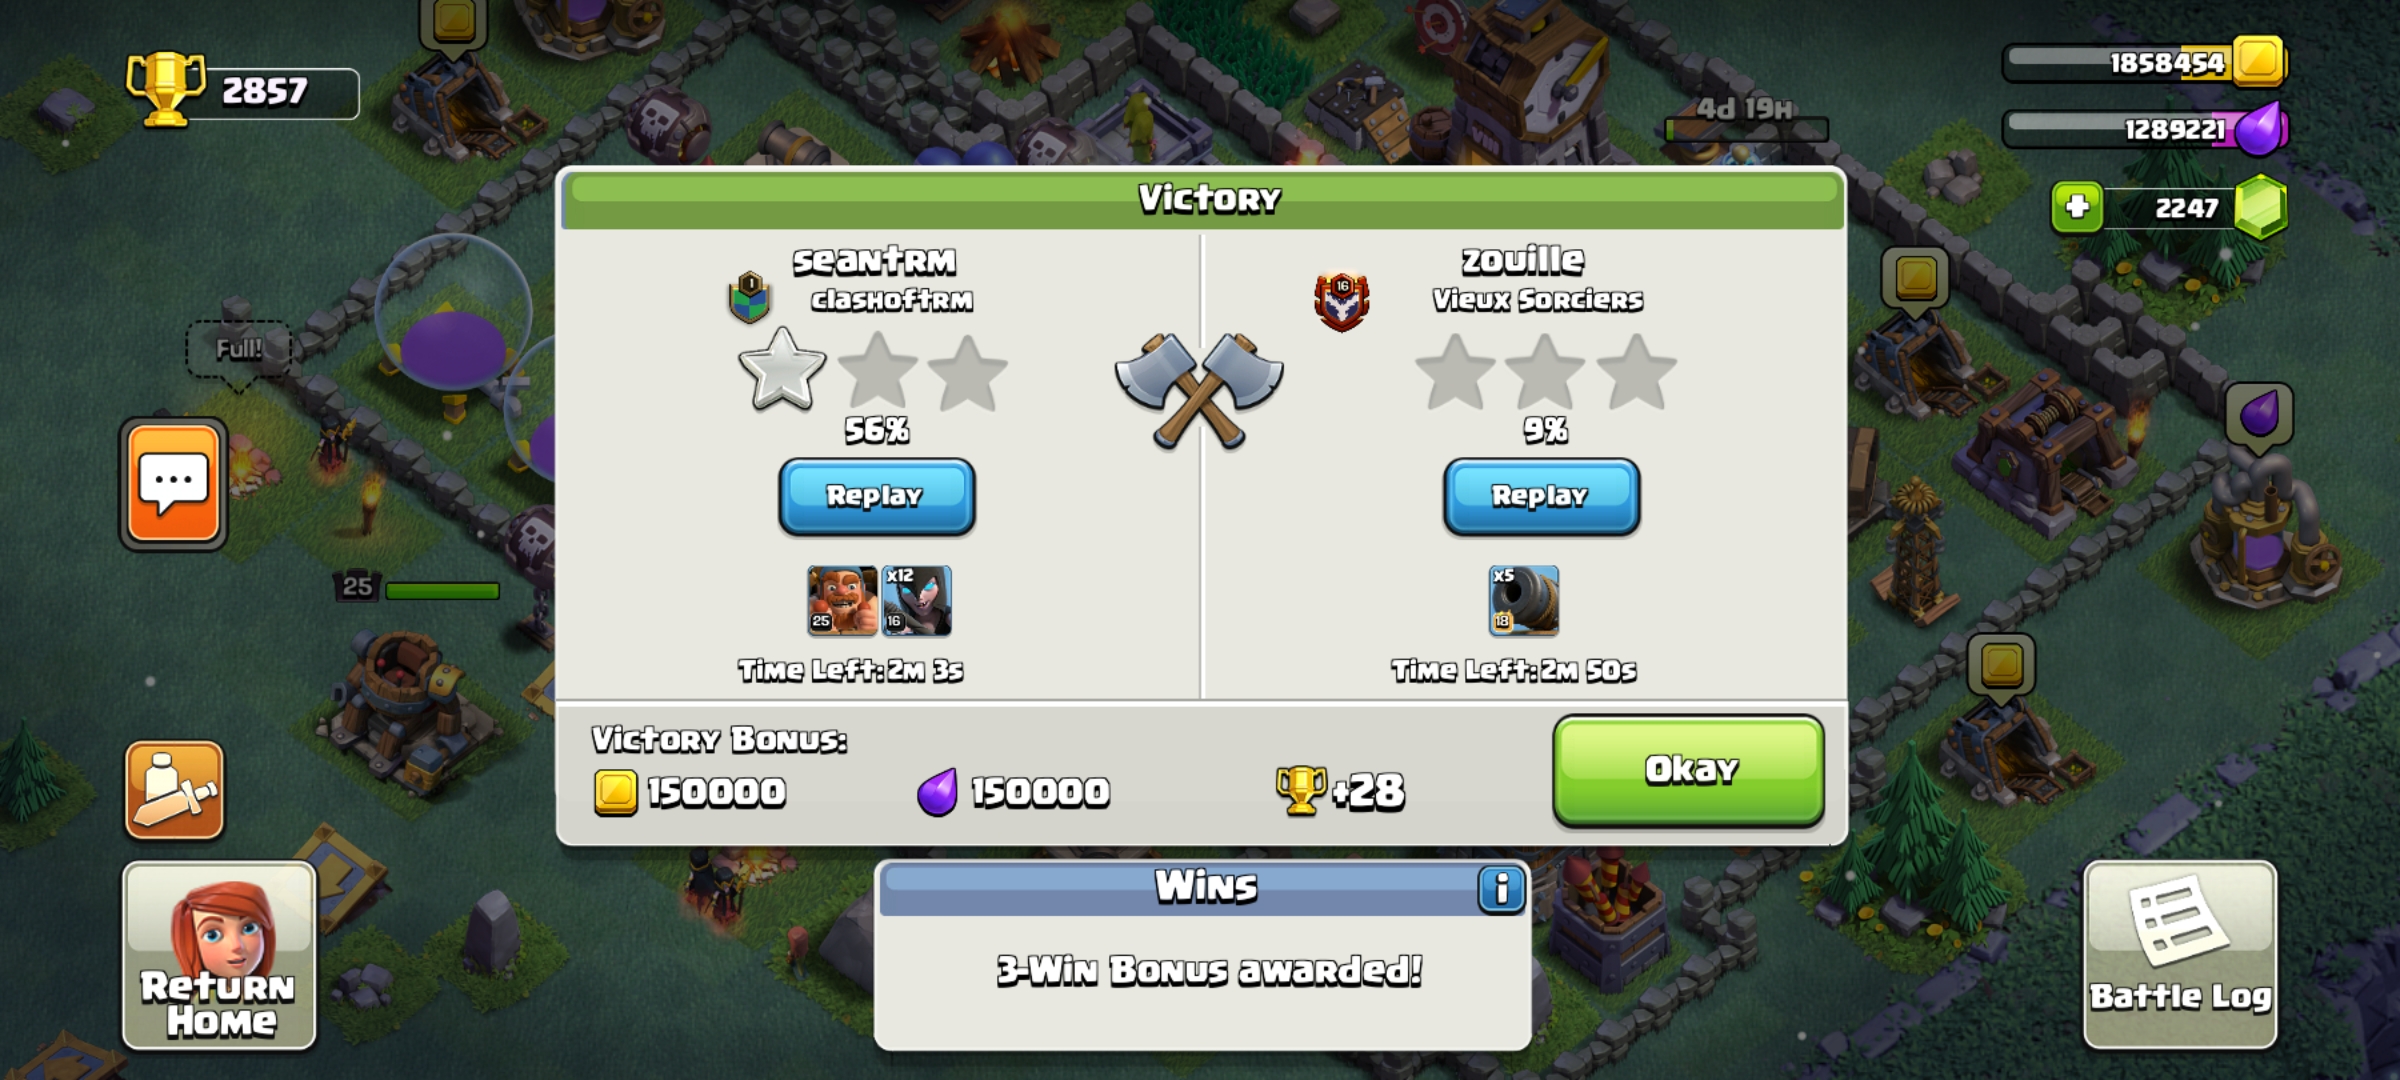 2857
1858454
4d 19H
1289221
2247
Victory
seantrm
1
clashoftrm
zouille
16
Vieux Sorciers
Full!
56%
9%
Replay
Replay
25
25
x12
16
x5
18
Time Left:2m 3s
Time Left:2m 50s
Victory Bonus:
150000
150000
+28
Okay
Wins
i
3-Win Bonus awarded!
Return
Home
Battle Log